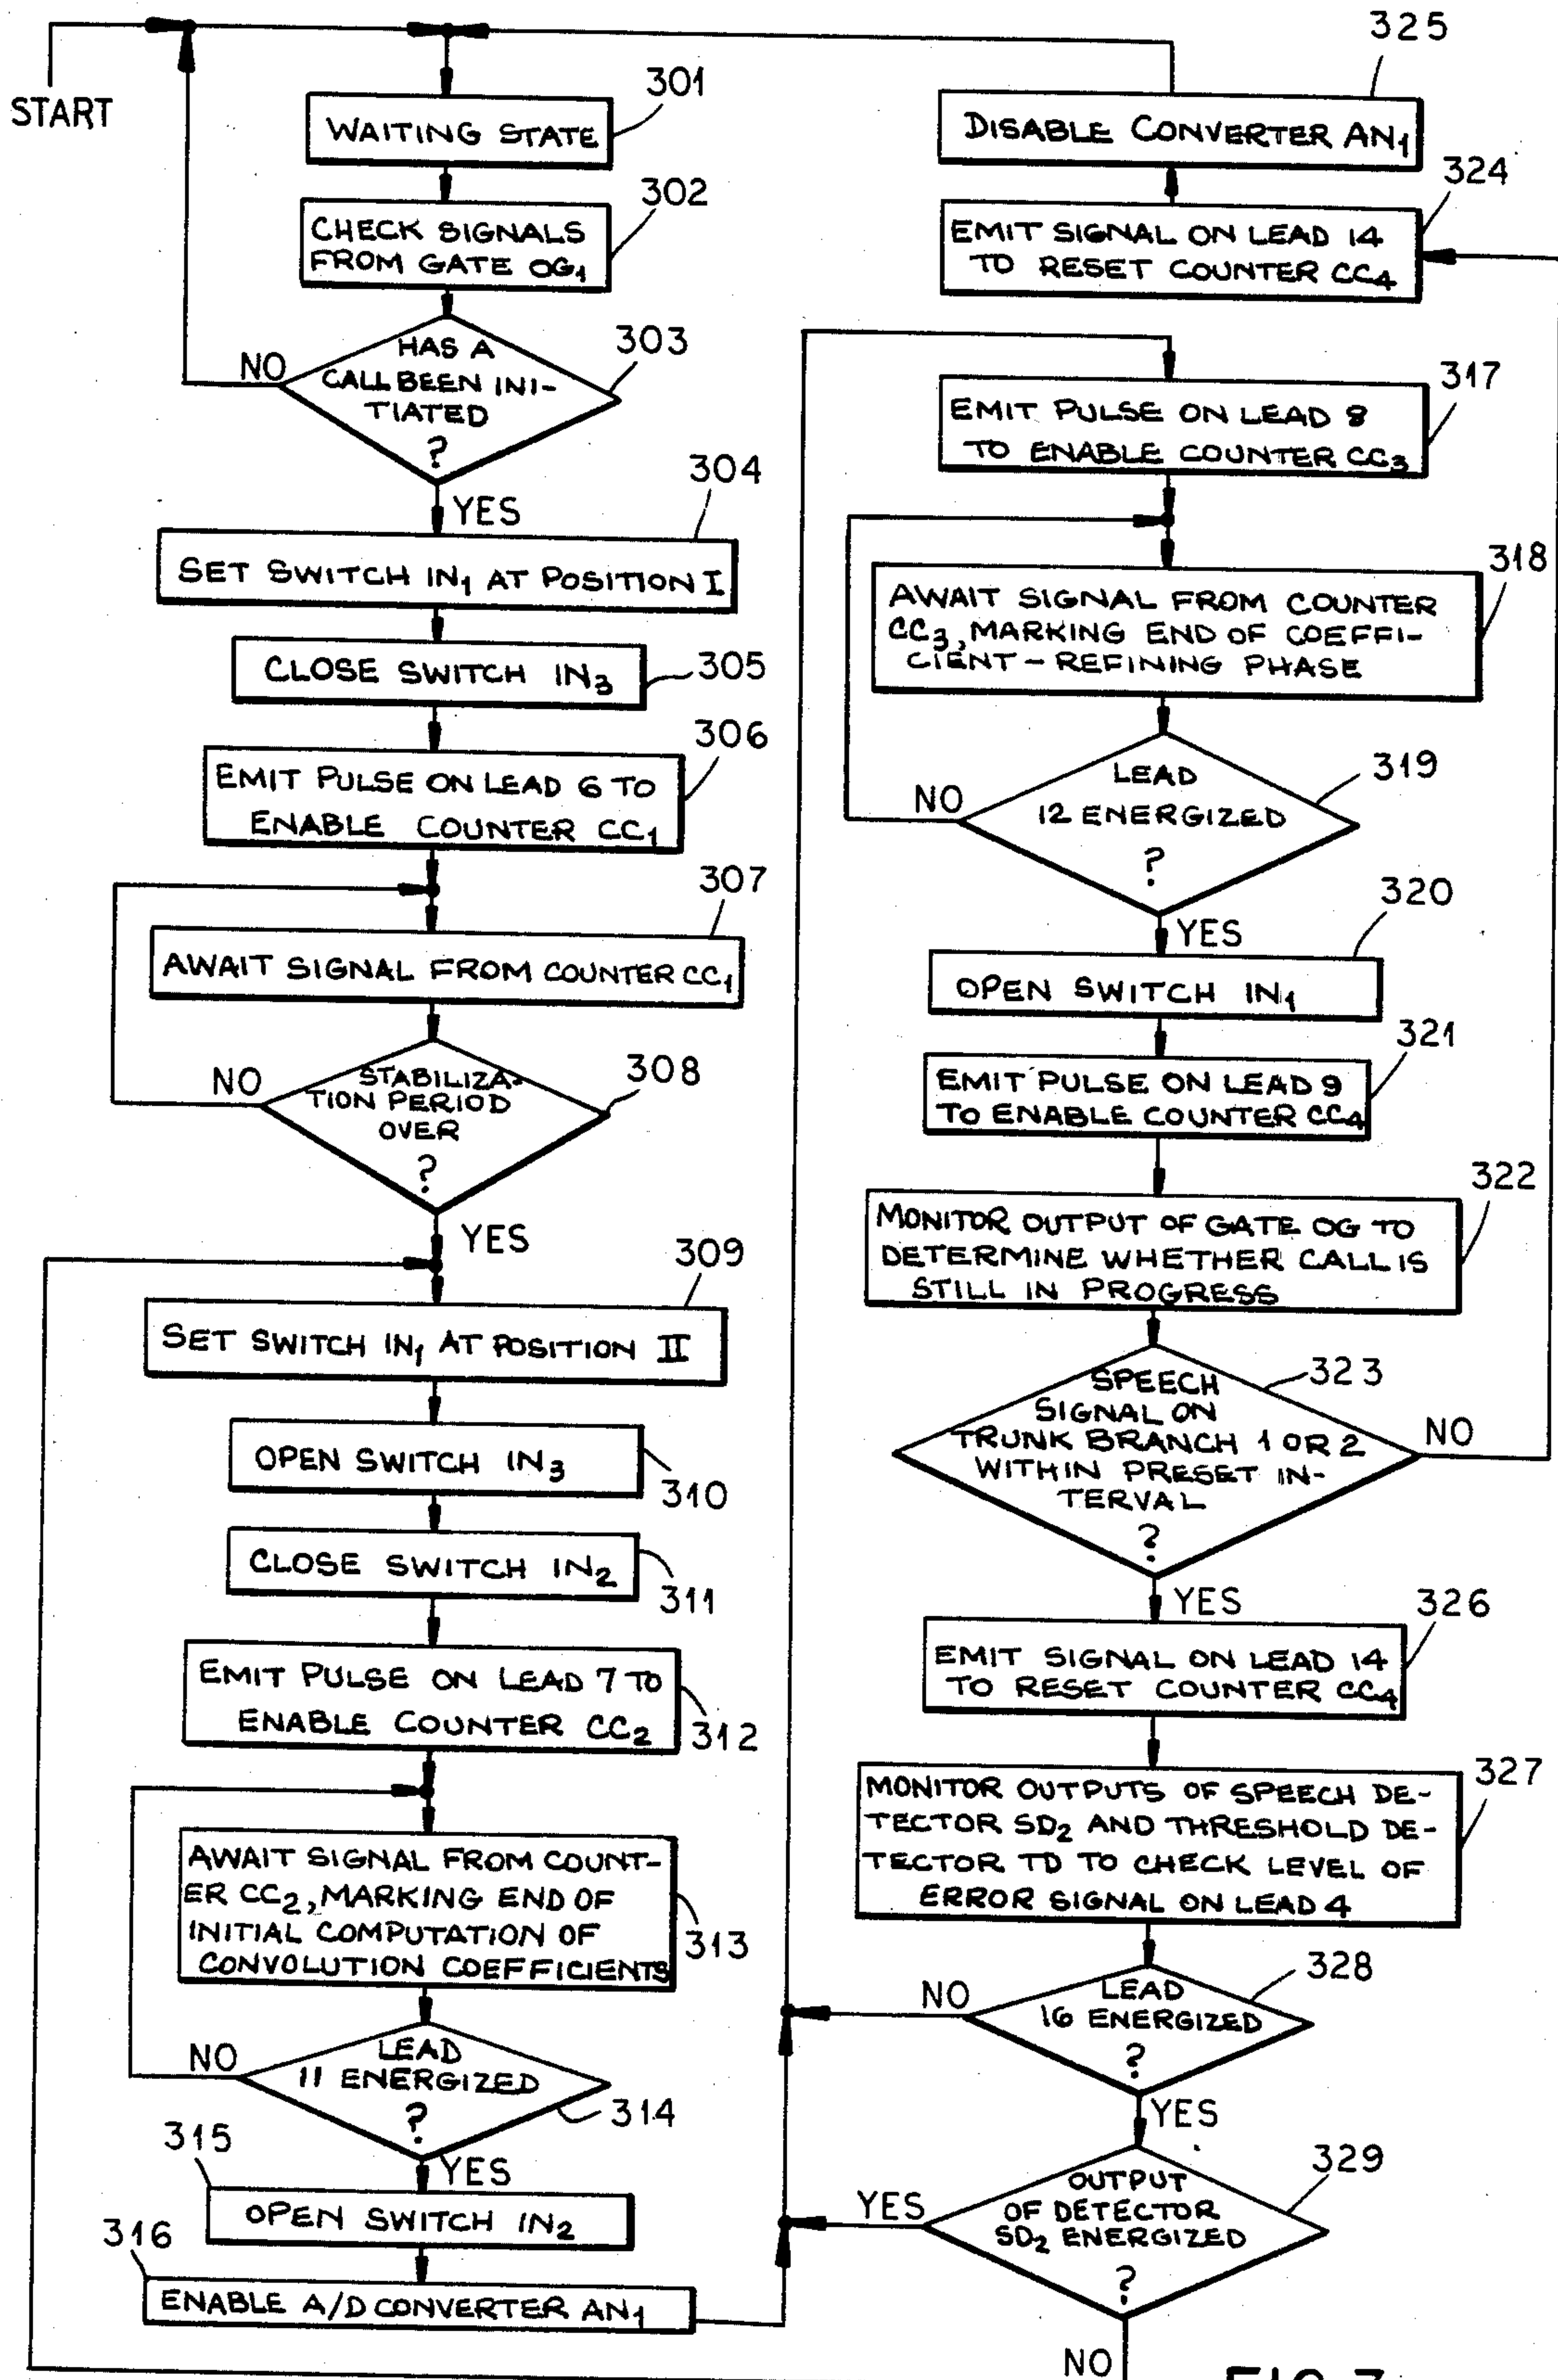 START
301
WAITING STATE
302
CHECK SIGNALS
FROM GATE OG1
303
NO
HAS A
CALL BEEN INI-
TIATED
?
YES
304
SET SWITCH IN1 AT POSITION I
CLOSE SWITCH IN3
305
306
EMIT PULSE ON LEAD 6 TO
ENABLE COUNTER CC1
307
AWAIT SIGNAL FROM COUNTER CC1
308
NO
STABILIZA-
TION PERIOD
OVER
?
YES
309
SET SWITCH IN1 AT POSITION II
OPEN SWITCH IN3
310
CLOSE SWITCH IN2
311
EMIT PULSE ON LEAD 7 TO
ENABLE COUNTER CC2
312
AWAIT SIGNAL FROM COUNT-
ER CC2, MARKING END OF
INITIAL COMPUTATION OF
CONVOLUTION COEFFICIENTS
313
NO
LEAD
11 ENERGIZED
?
314
YES
315
OPEN SWITCH IN2
316
ENABLE A/D CONVERTER AN1
325
DISABLE CONVERTER AN1
324
EMIT SIGNAL ON LEAD 14
TO RESET COUNTER CC4
317
EMIT PULSE ON LEAD 8
TO ENABLE COUNTER CC3
318
AWAIT SIGNAL FROM COUNTER
CC3, MARKING END OF COEFFI-
CIENT-REFINING PHASE
319
NO
LEAD
12 ENERGIZED
?
YES
320
OPEN SWITCH IN1
321
EMIT PULSE ON LEAD 9
TO ENABLE COUNTER CC4
322
MONITOR OUTPUT OF GATE OG TO
DETERMINE WHETHER CALL IS
STILL IN PROGRESS
323
SPEECH
SIGNAL ON
TRUNK BRANCH 1 OR 2
WITHIN PRESET IN-
TERVAL
?
NO
YES
326
EMIT SIGNAL ON LEAD 14
TO RESET COUNTER CC4
327
MONITOR OUTPUTS OF SPEECH DE-
TECTOR SD2 AND THRESHOLD DE-
TECTOR TD TO CHECK LEVEL OF
ERROR SIGNAL ON LEAD 4
328
NO
LEAD
16 ENERGIZED
?
YES
329
YES
OUTPUT
OF DETECTOR
SD2 ENERGIZED
?
NO